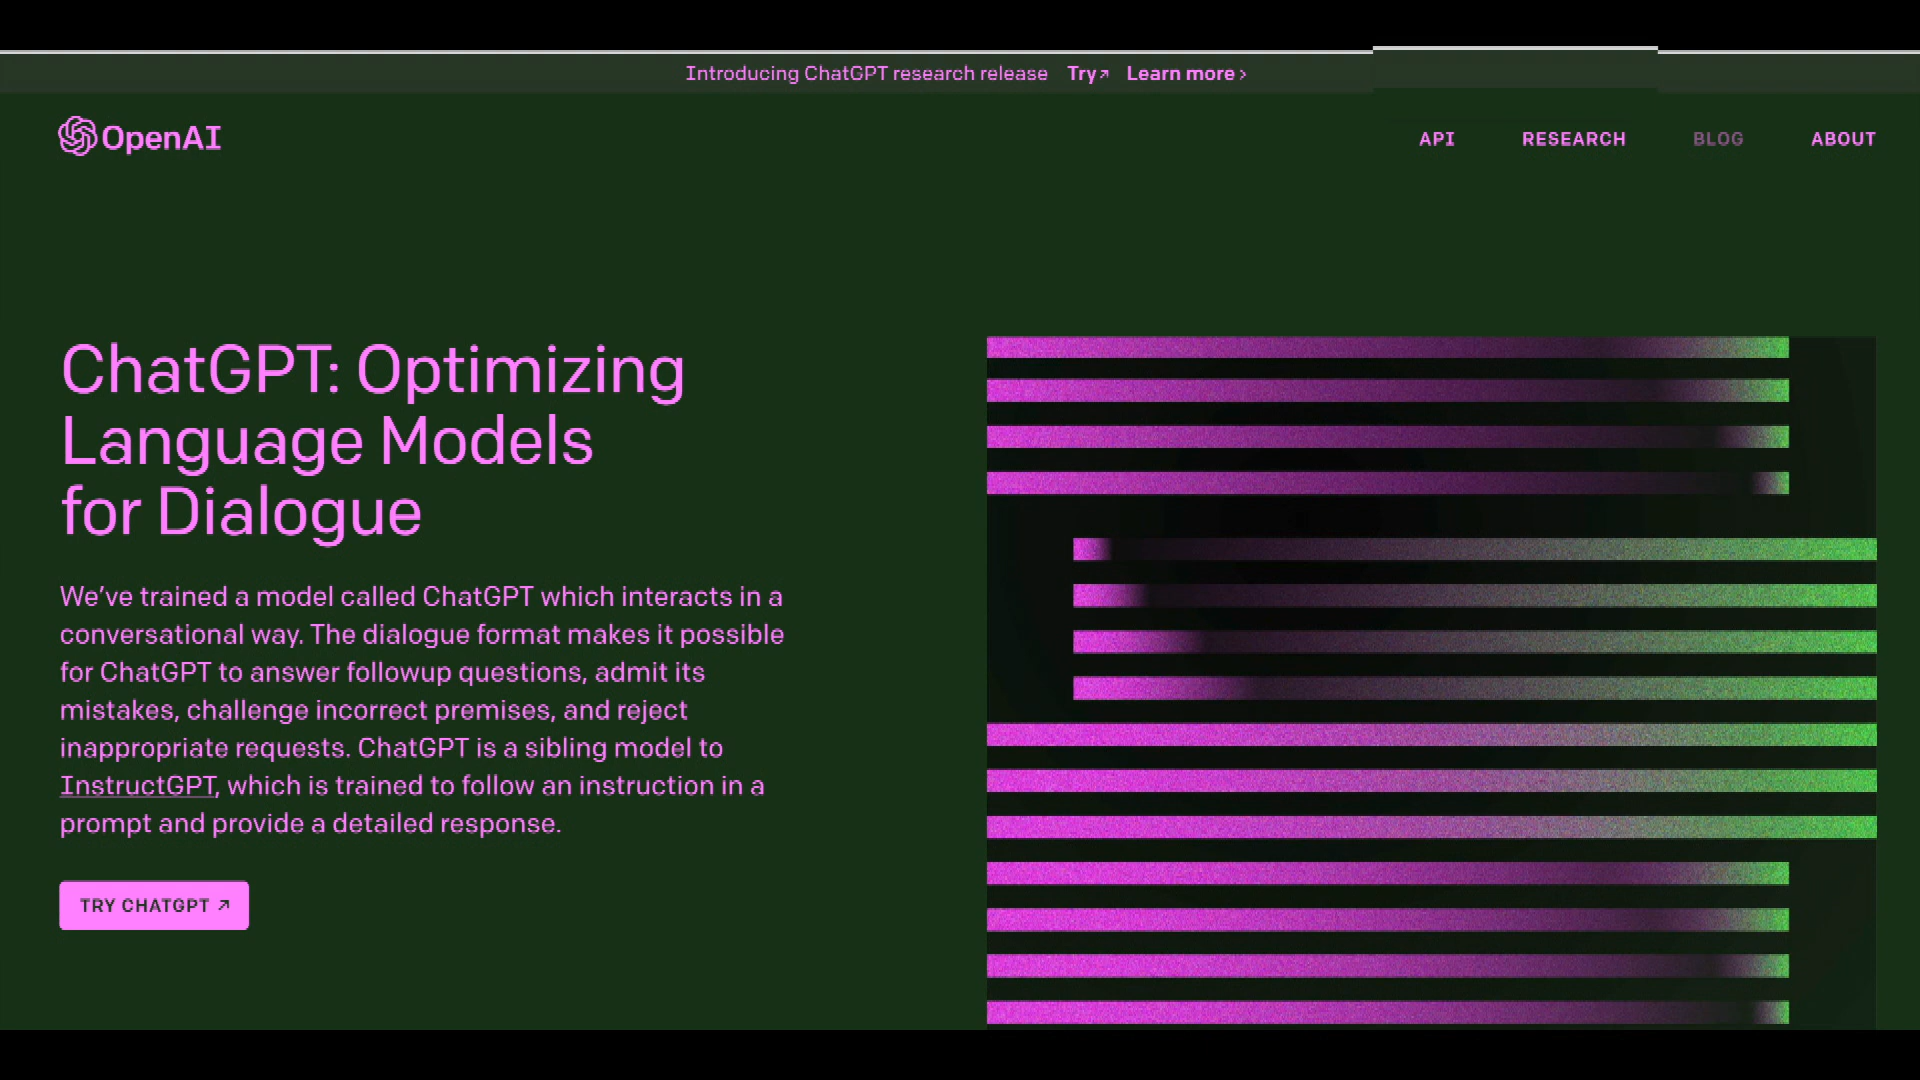 Introducing ChatGPT research release Try↗ Learn more ›
OpenAI
API RESEARCH BLOG ABOUT
ChatGPT: Optimizing
Language Models
for Dialogue
We’ve trained a model called ChatGPT which interacts in a
conversational way. The dialogue format makes it possible
for ChatGPT to answer followup questions, admit its
mistakes, challenge incorrect premises, and reject
inappropriate requests. ChatGPT is a sibling model to
InstructGPT, which is trained to follow an instruction in a
prompt and provide a detailed response.
TRY CHATGPT ↗